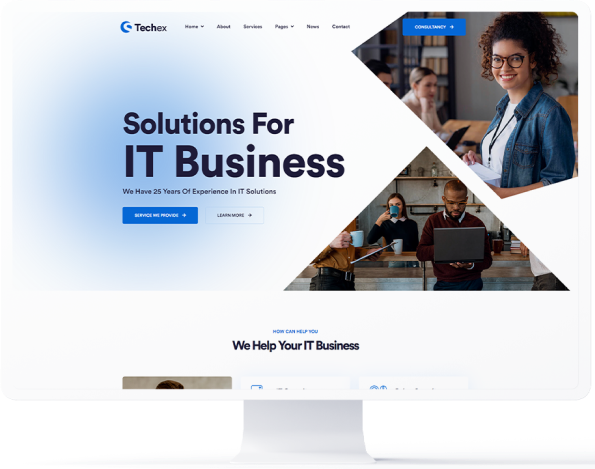 Techex
Home
About
Services
Pages
News
Contact
CONSULTANCY
Solutions For
IT Business
We Have 25 Years Of Experience In IT Solutions
SERVICE WE PROVIDE
LEARN MORE
HOW CAN HELP YOU
We Help Your IT Business